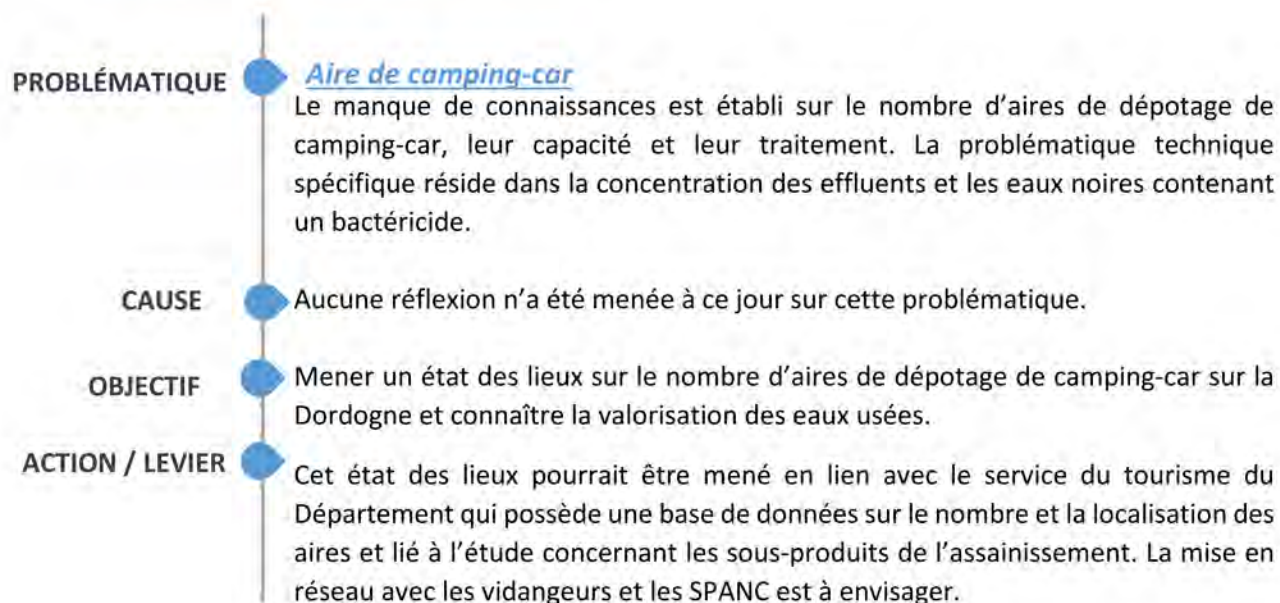 PROBLÉMATIQUE
Aire de camping-car
Le manque de connaissances est établi sur le nombre d’aires de dépotage de
camping-car, leur capacité et leur traitement. La problématique technique
spécifique réside dans la concentration des effluents et les eaux noires contenant
un bactéricide.
CAUSE
Aucune réflexion n’a été menée à ce jour sur cette problématique.
OBJECTIF
Mener un état des lieux sur le nombre d’aires de dépotage de camping-car sur la
Dordogne et connaître la valorisation des eaux usées.
ACTION / LEVIER
Cet état des lieux pourrait être mené en lien avec le service du tourisme du
Département qui possède une base de données sur le nombre et la localisation des
aires et lié à l’étude concernant les sous-produits de l’assainissement. La mise en
réseau avec les vidangeurs et les SPANC est à envisager.